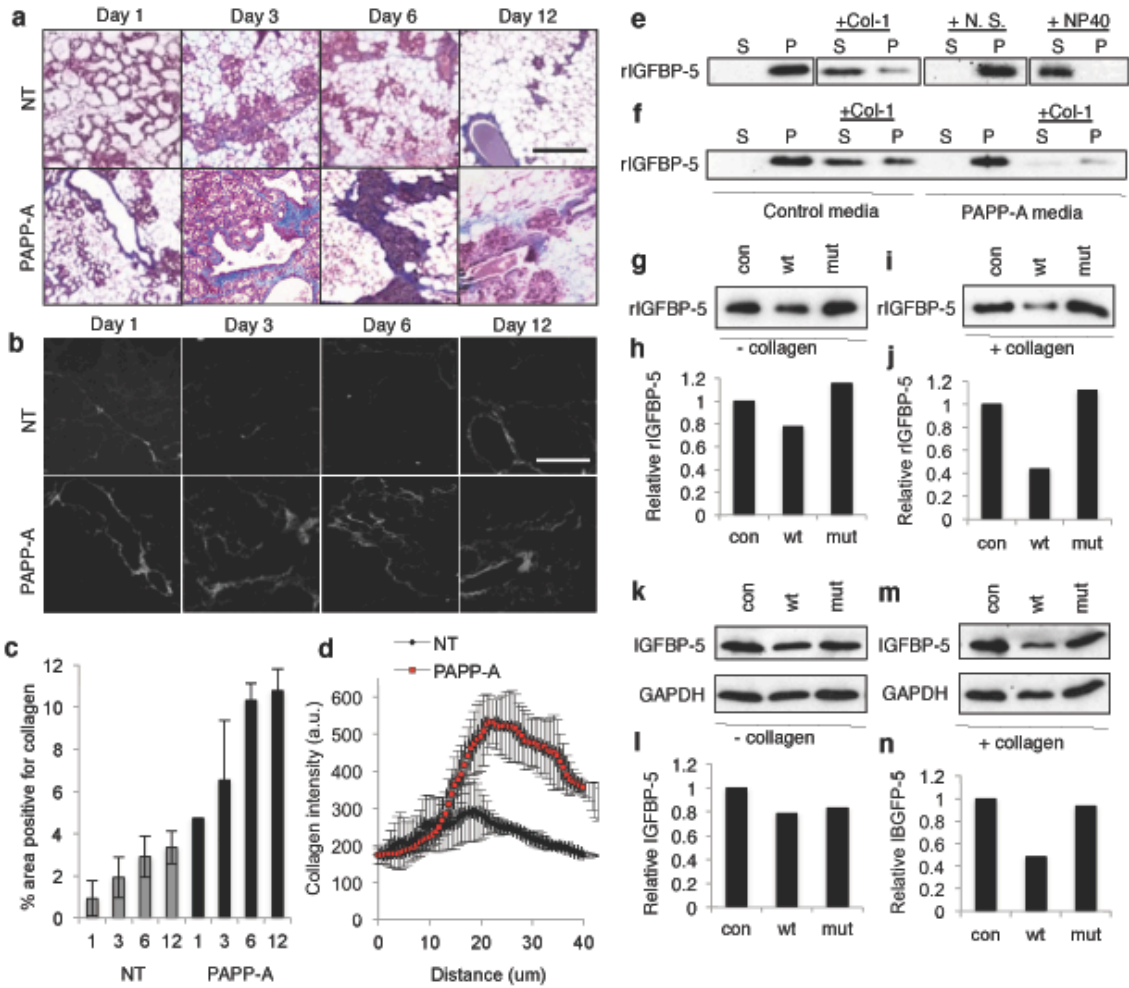 a
Day 1 Day 3 Day 6 Day 12
NT
PAPP-A
b
Day 1 Day 3 Day 6 Day 12
NT
PAPP-A
c
% area positive for collagen
12
10
8
6
4
2
0
1 3 6 12 1 3 6 12
NT PAPP-A
d
NT
PAPP-A
Collagen intensity (a.u.)
600
500
400
300
200
100
0 10 20 30 40
Distance (um)
e
+Col-1 + N. S. + NP40
S P S P S P S P
rIGFBP-5
f
+Col-1 +Col-1
S P S P S P S P
rIGFBP-5
Control media PAPP-A media
g
con wt mut
rIGFBP-5
- collagen
h
Relative rIGFBP-5
1.2
1
0.8
0.6
0.4
0.2
0
con wt mut
i
con wt mut
rIGFBP-5
+ collagen
j
Relative rIGFBP-5
1.2
1
0.8
0.6
0.4
0.2
0
con wt mut
k
con wt mut
IGFBP-5
GAPDH
- collagen
l
Relative IGFBP-5
1.2
1
0.8
0.6
0.4
0.2
0
con wt mut
m
con wt mut
IGFBP-5
GAPDH
+ collagen
n
Relative IBGFP-5
1.2
1
0.8
0.6
0.4
0.2
0
con wt mut